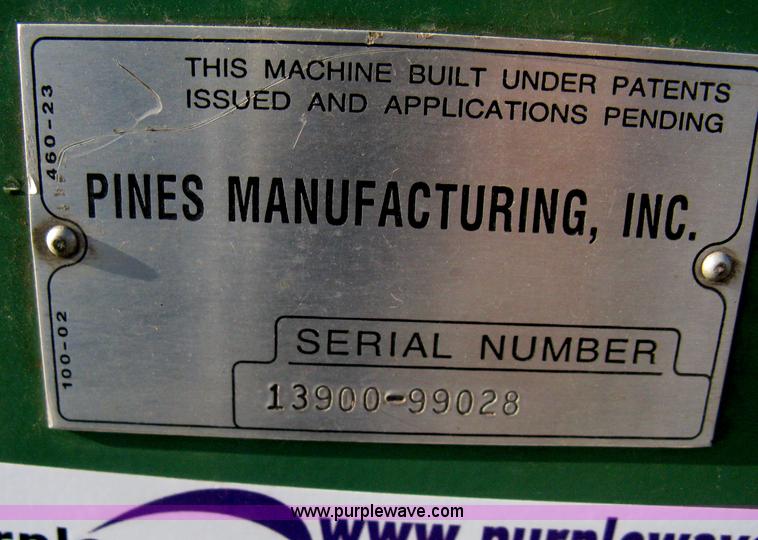 THIS MACHINE BUILT UNDER PATENTS
ISSUED AND APPLICATIONS PENDING
460-23
PINES MANUFACTURING, INC.
100-02
SERIAL NUMBER
13900-99028
www.purplewave.com